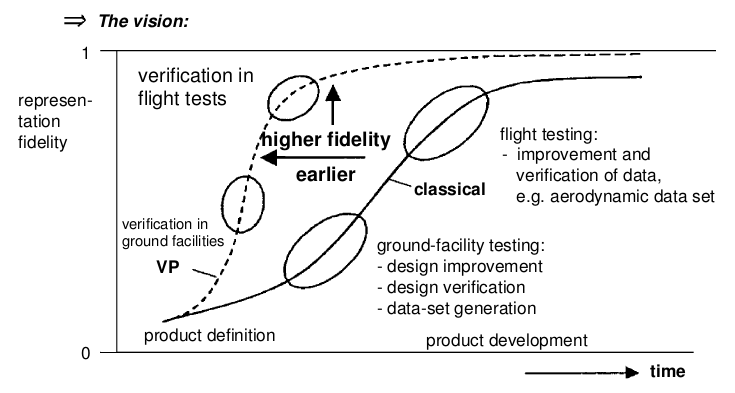 ⇒ The vision:
1
represen-
tation
fidelity
verification in
flight tests
higher fidelity
earlier
classical
flight testing:
- improvement and
verification of data,
e.g. aerodynamic data set
verification in
ground facilities
VP
ground-facility testing:
- design improvement
- design verification
- data-set generation
product definition
product development
0
time